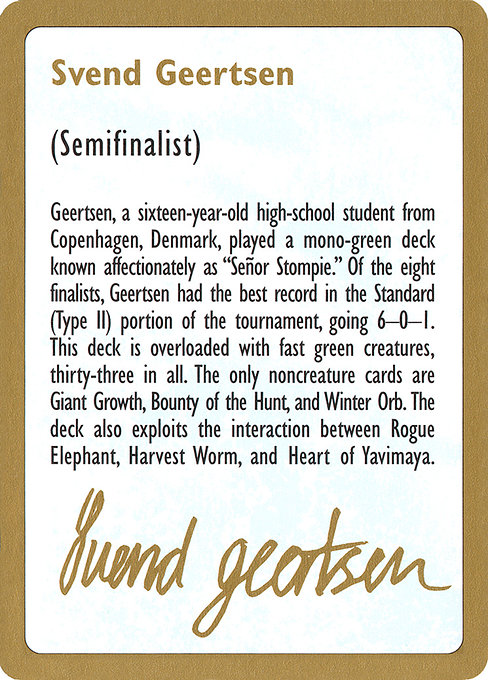 Svend Geertsen
(Semifinalist)
Geertsen, a sixteen-year-old high-school student from
Copenhagen, Denmark, played a mono-green deck
known affectionately as “Señor Stompie.” Of the eight
finalists, Geertsen had the best record in the Standard
(Type II) portion of the tournament, going 6–0–1.
This deck is overloaded with fast green creatures,
thirty-three in all. The only noncreature cards are
Giant Growth, Bounty of the Hunt, and Winter Orb. The
deck also exploits the interaction between Rogue
Elephant, Harvest Worm, and Heart of Yavimaya.
Svend geertsen